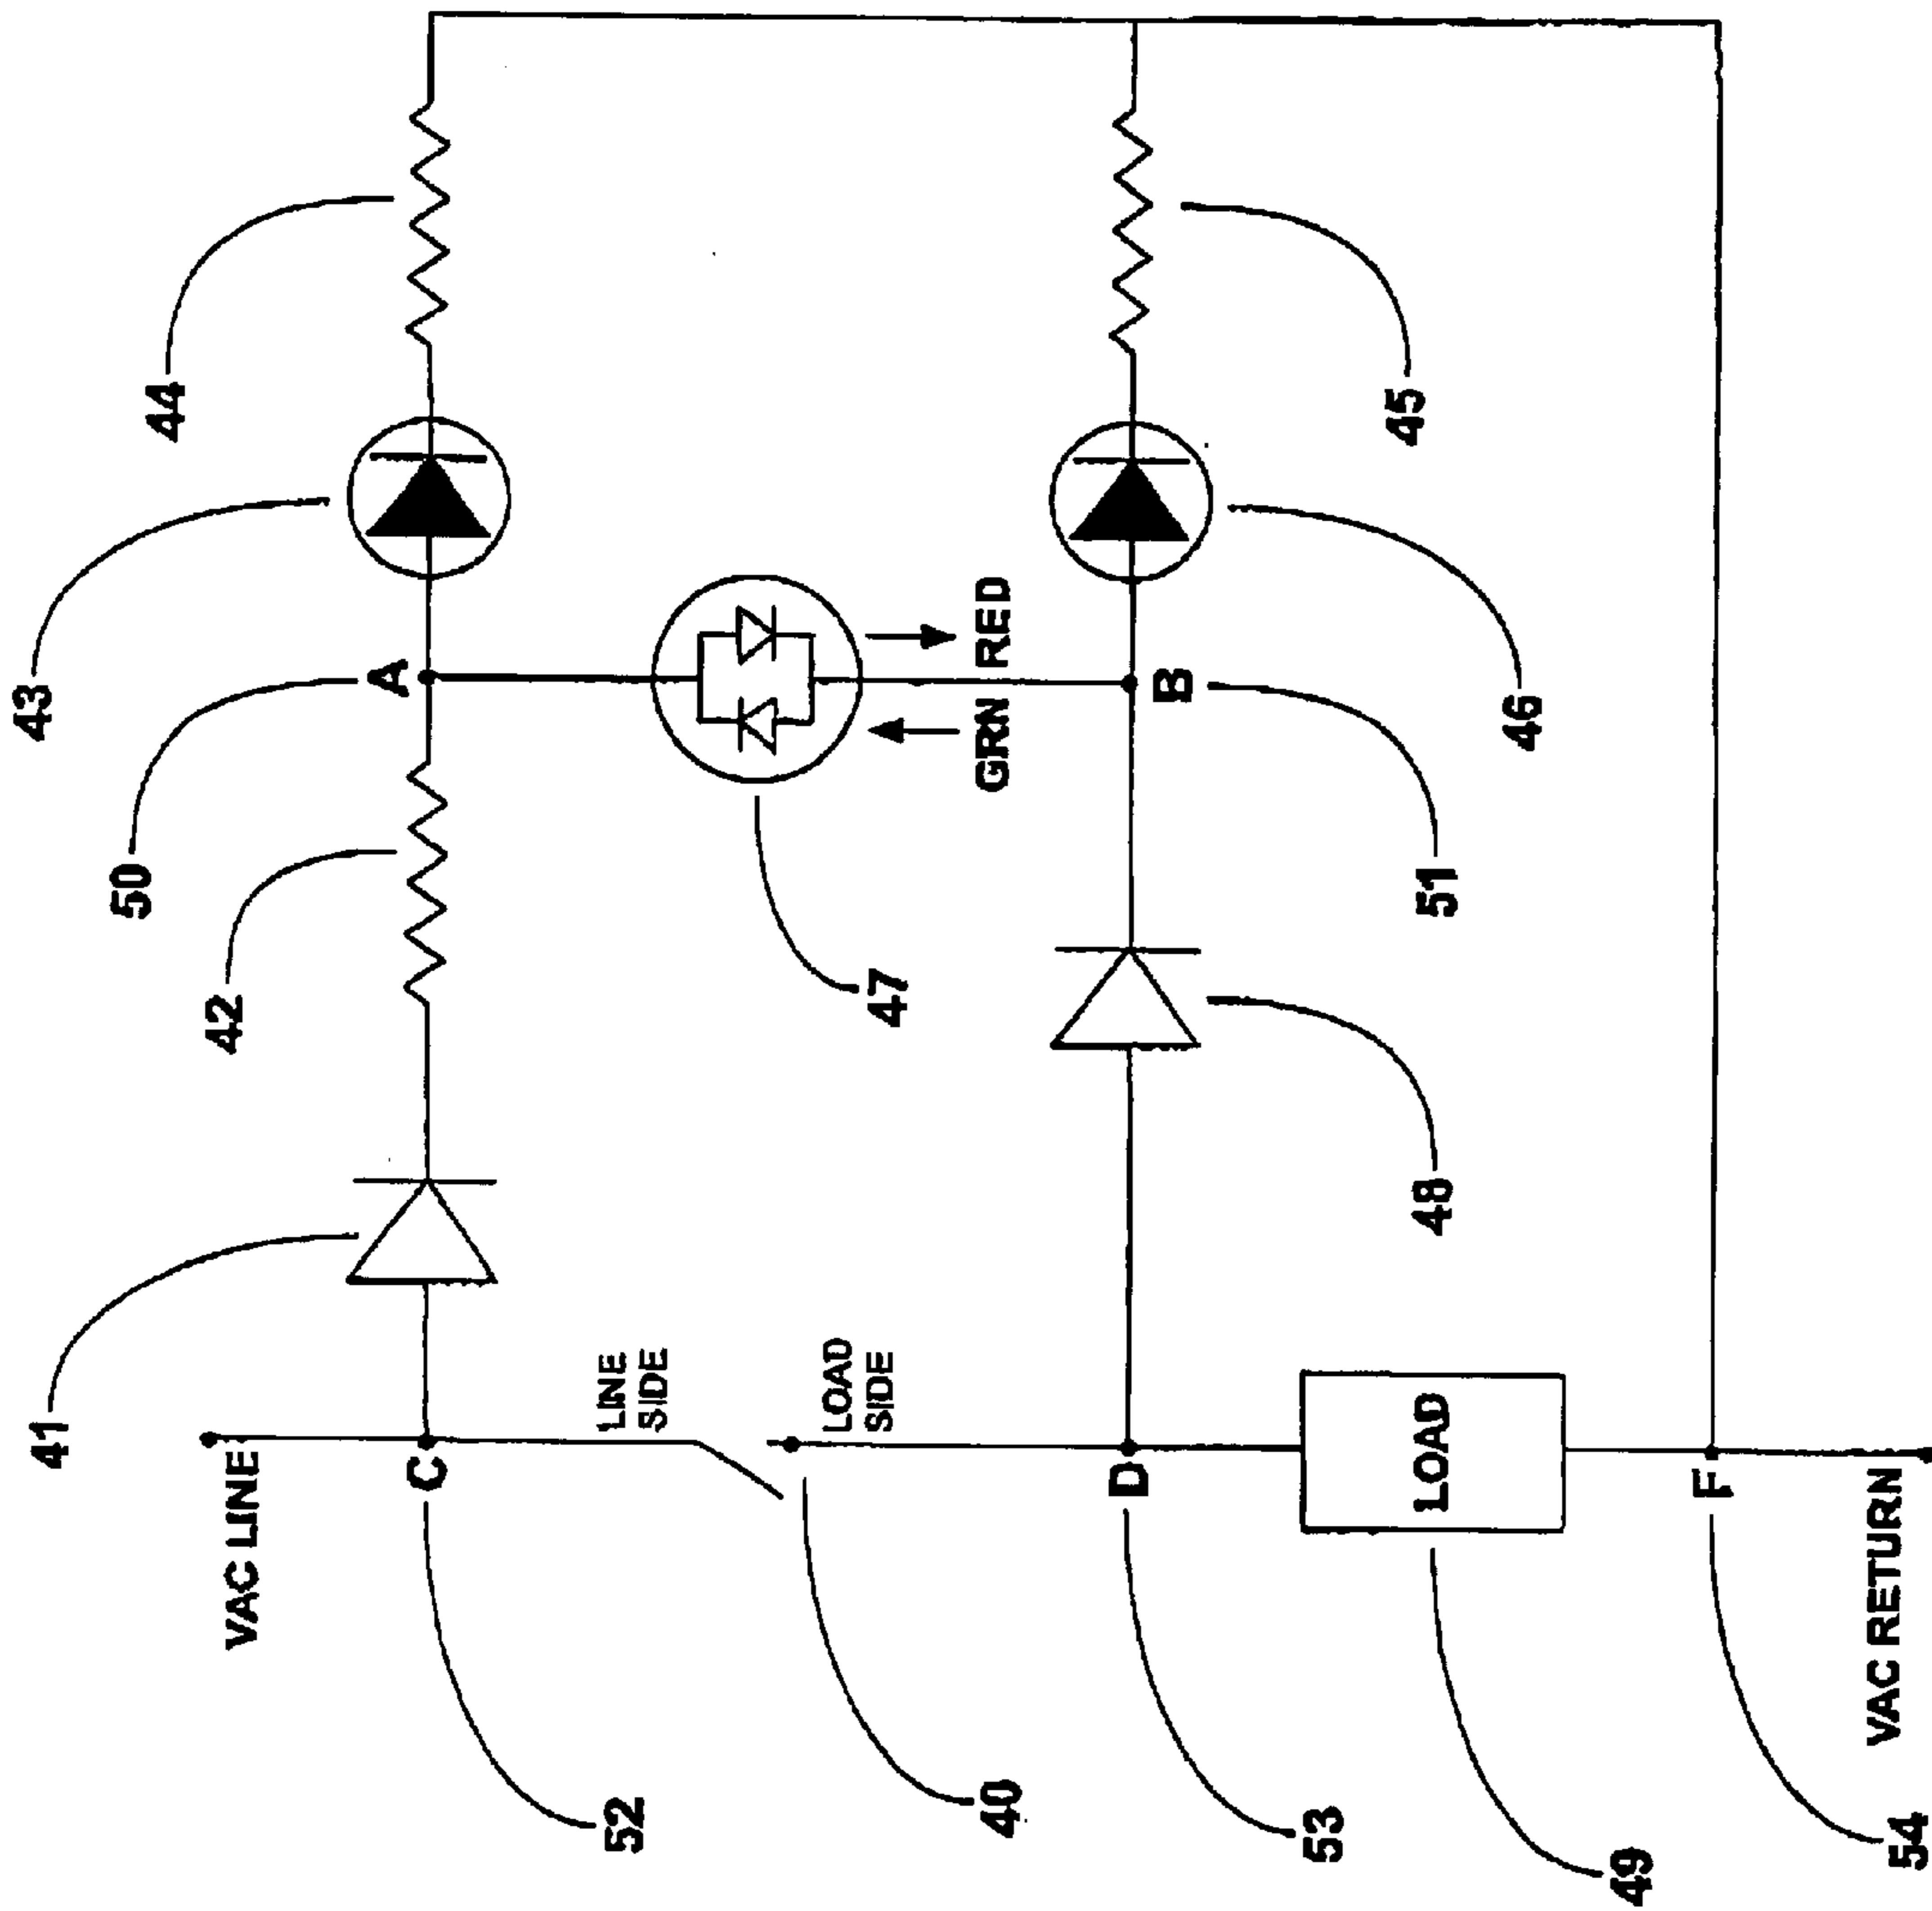 44
43
50
A
42
41
VAC LINE
C
52
LINE
SIDE
LOAD
SIDE
40
47
GRN RED
45
46
B
51
48
D
53
LOAD
49
F
54
VAC RETURN